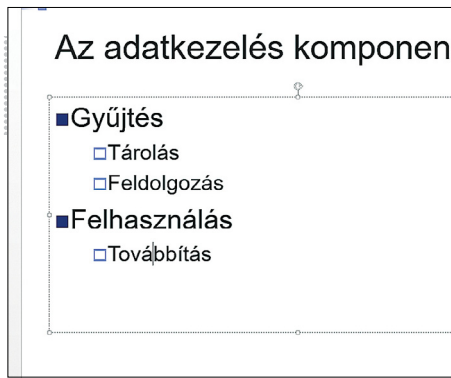 Az adatkezelés komponen
Gyűjtés
Tárolás
Feldolgozás
Felhasználás
Továbbítás